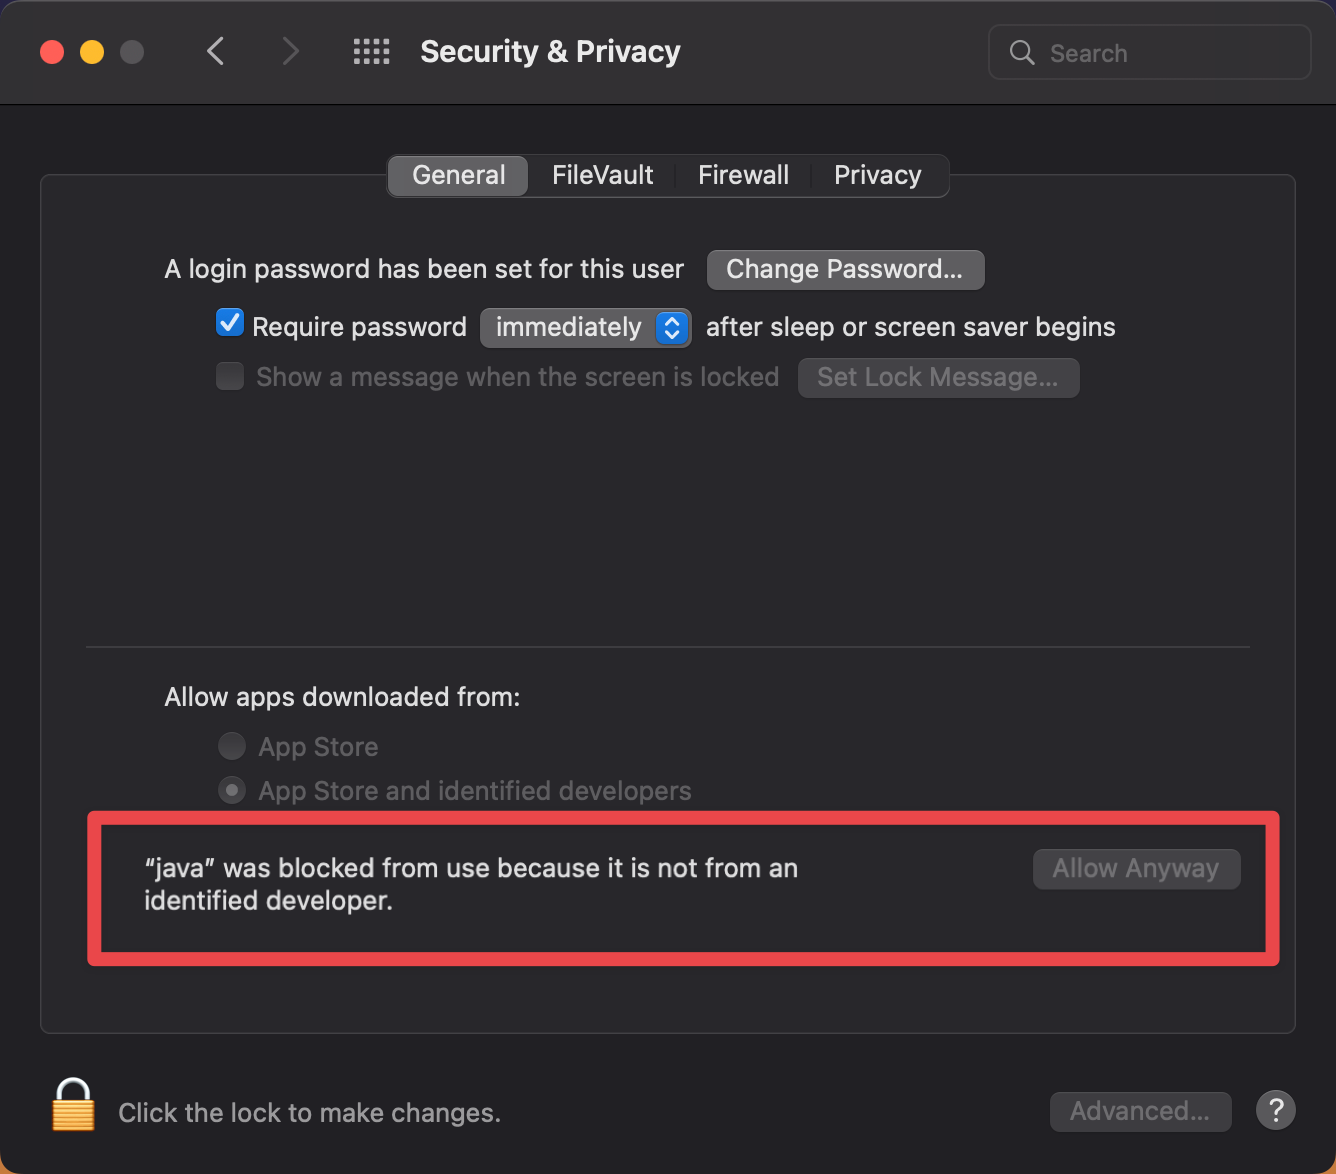 Security & Privacy
Search
General
FileVault
Firewall
Privacy
A login password has been set for this user
Change Password...
Require password immediately after sleep or screen saver begins
Show a message when the screen is locked
Set Lock Message...
Allow apps downloaded from:
App Store
App Store and identified developers
“java” was blocked from use because it is not from an
identified developer.
Allow Anyway
Click the lock to make changes.
Advanced...
?